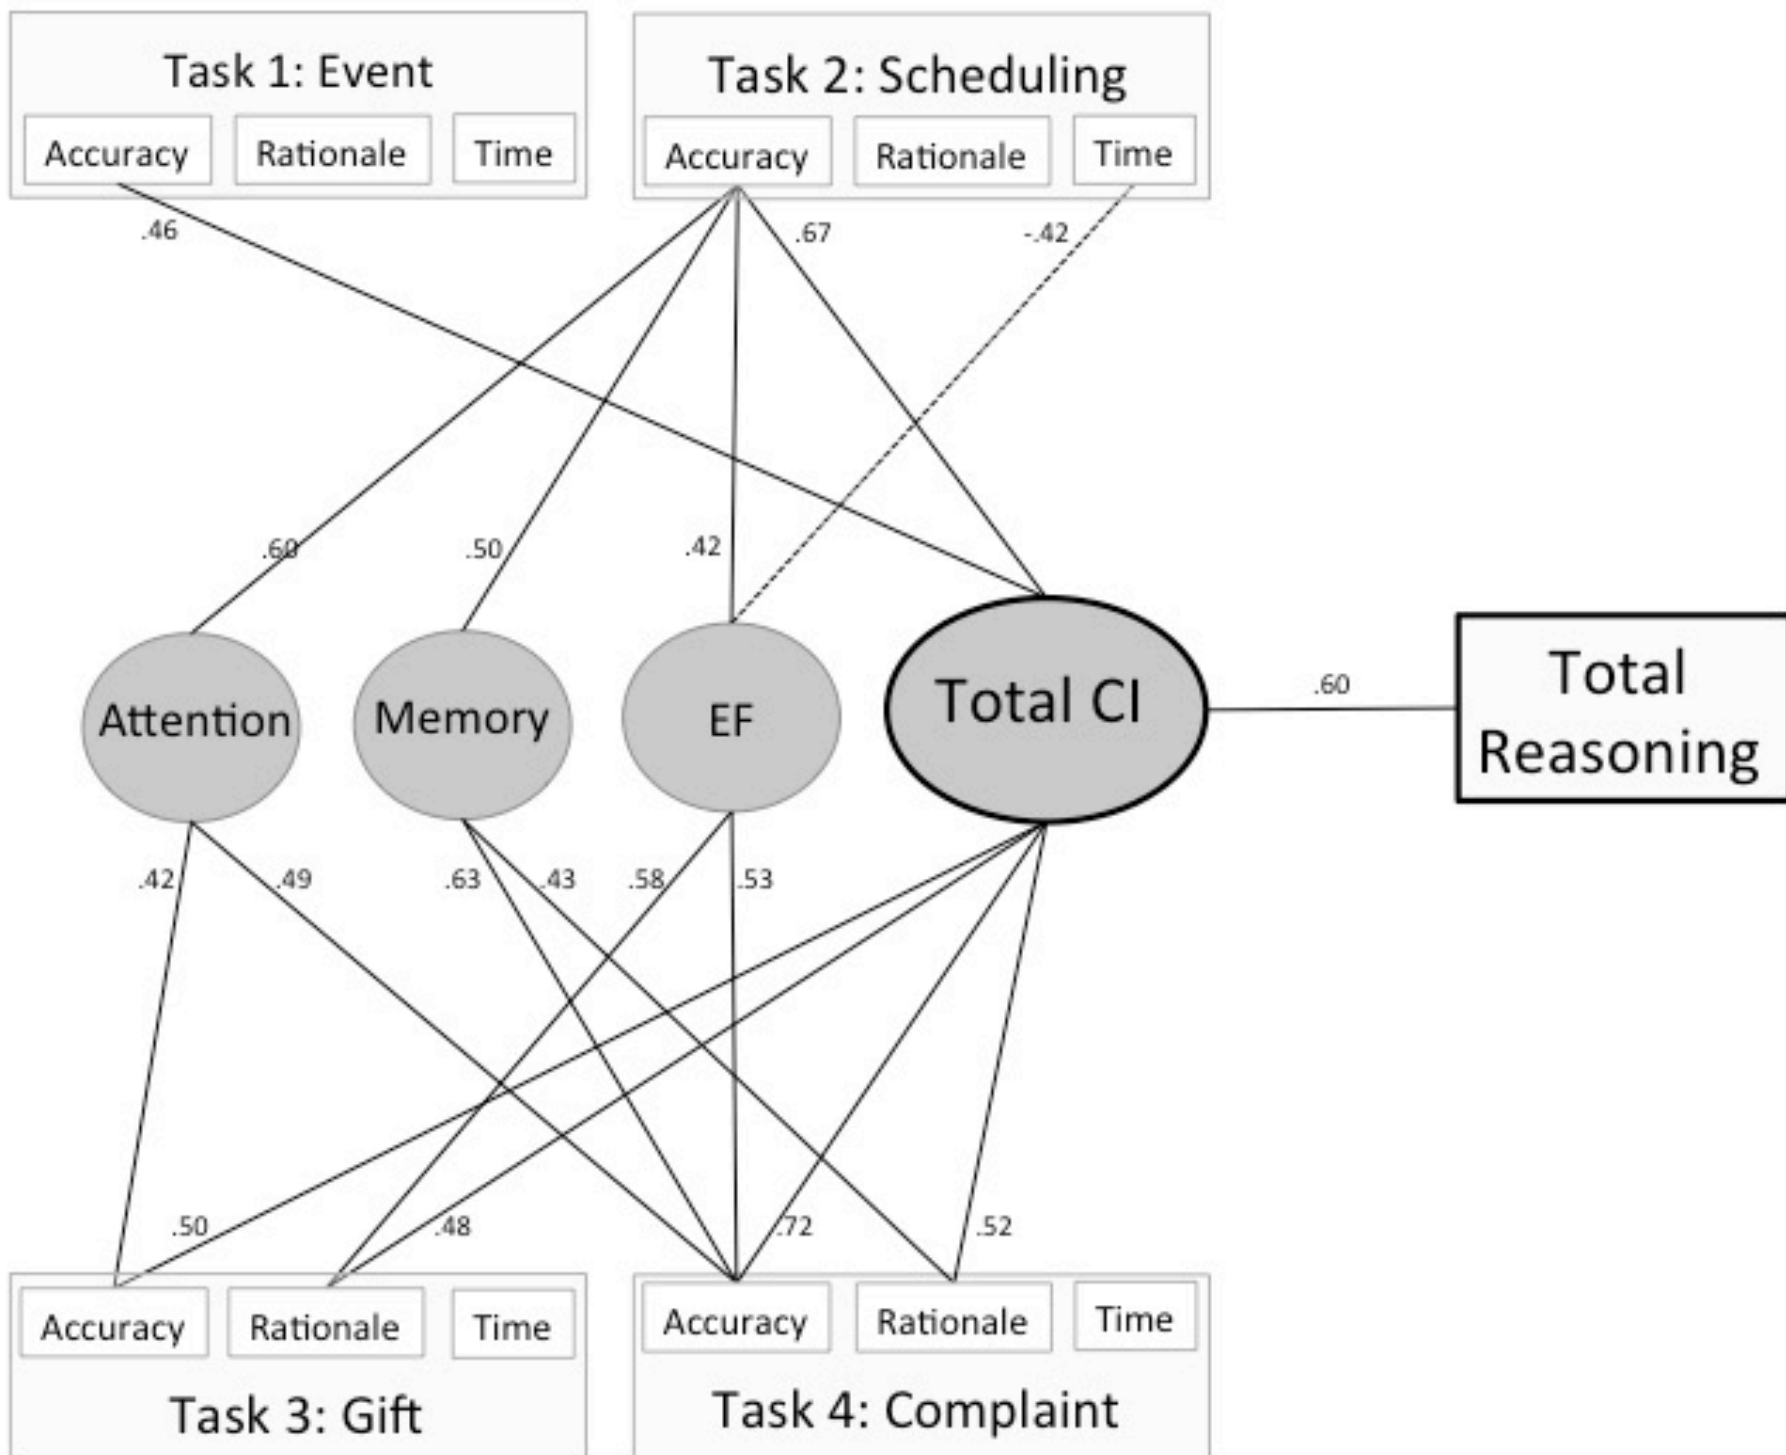 Task 1: Event
Accuracy
Rationale
Time
Task 2: Scheduling
Accuracy
Rationale
Time
.46
.67
-.42
.60
.50
.42
Attention
Memory
EF
Total CI
.60
Total
Reasoning
.42
.49
.63
.43
.58
.53
.50
.48
.72
.52
Accuracy
Rationale
Time
Task 3: Gift
Accuracy
Rationale
Time
Task 4: Complaint